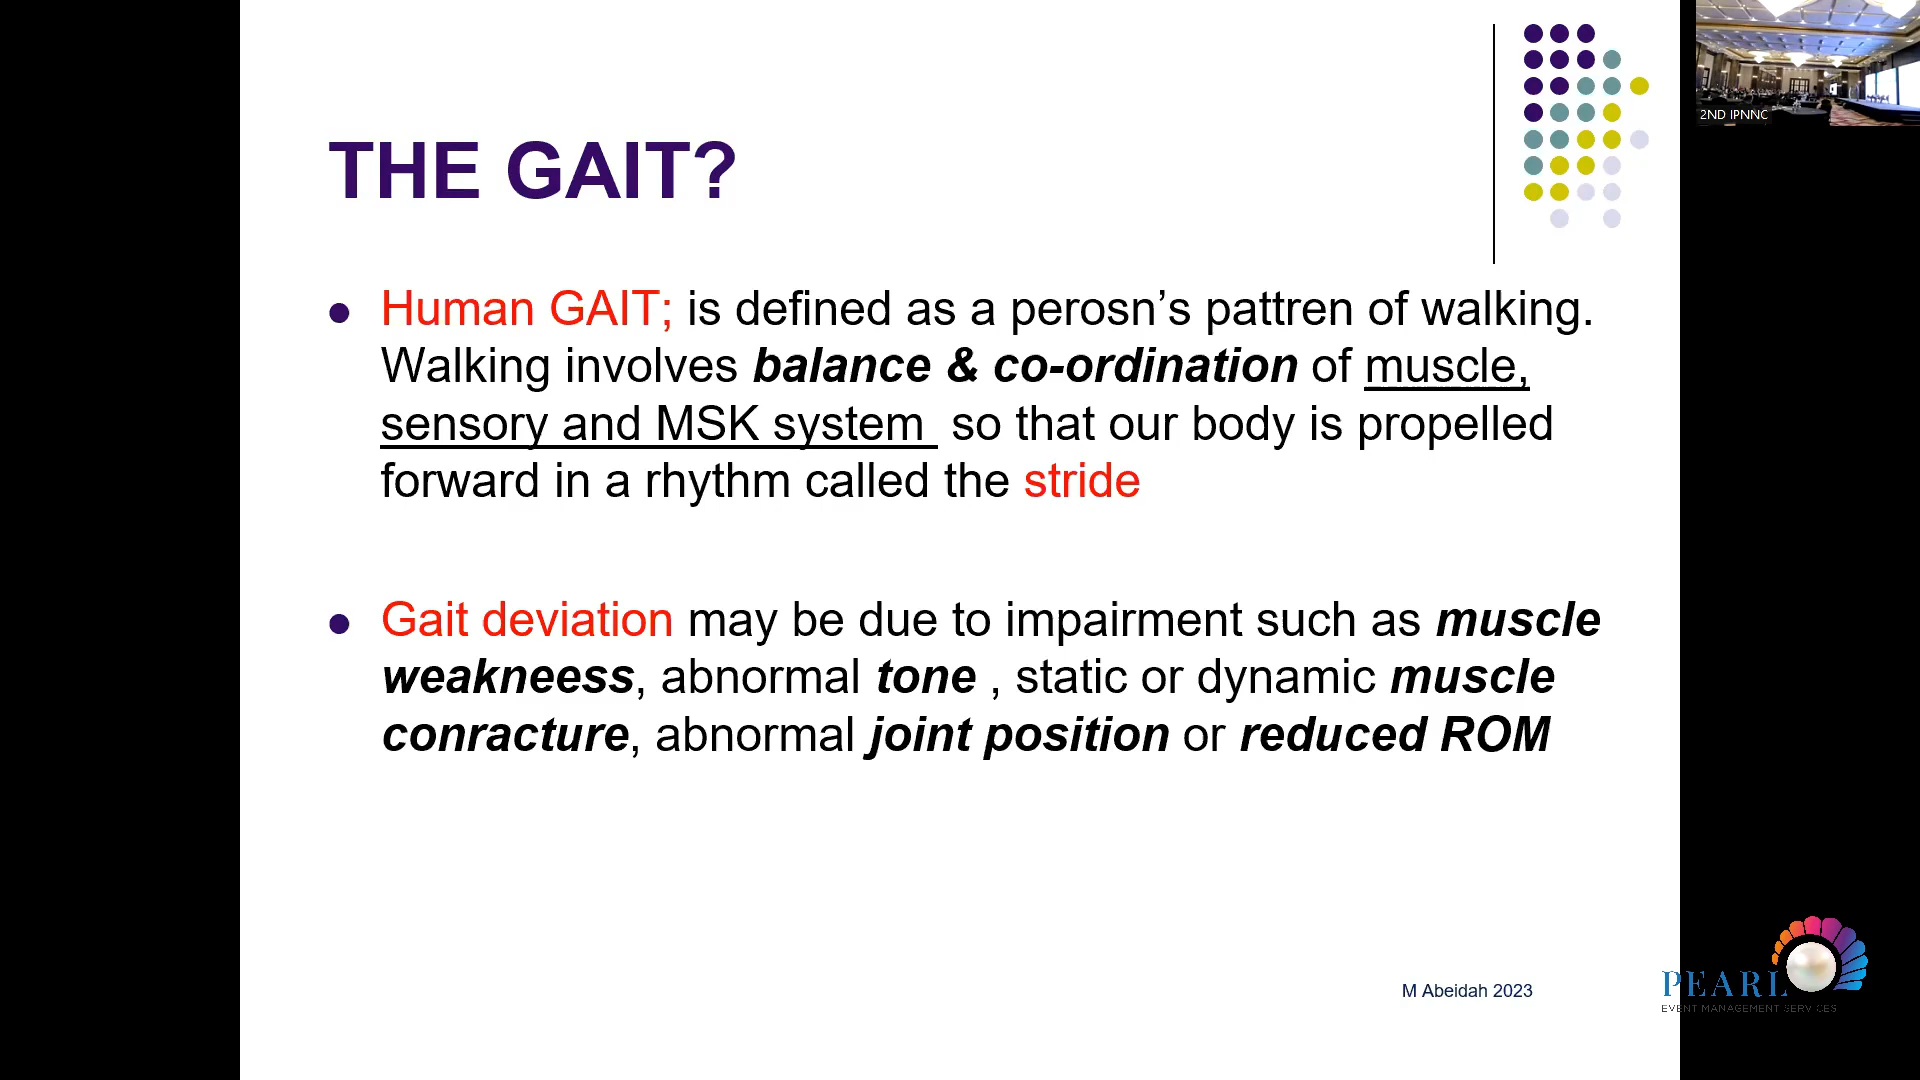 2ND IPNNC
THE GAIT?
Human GAIT; is defined as a perosn’s pattren of walking.
Walking involves balance & co-ordination of muscle,
sensory and MSK system so that our body is propelled
forward in a rhythm called the stride
Gait deviation may be due to impairment such as muscle
weakneess, abnormal tone , static or dynamic muscle
conracture, abnormal joint position or reduced ROM
M Abeidah 2023
PEARL
EVENT MANAGEMENT SERVICES